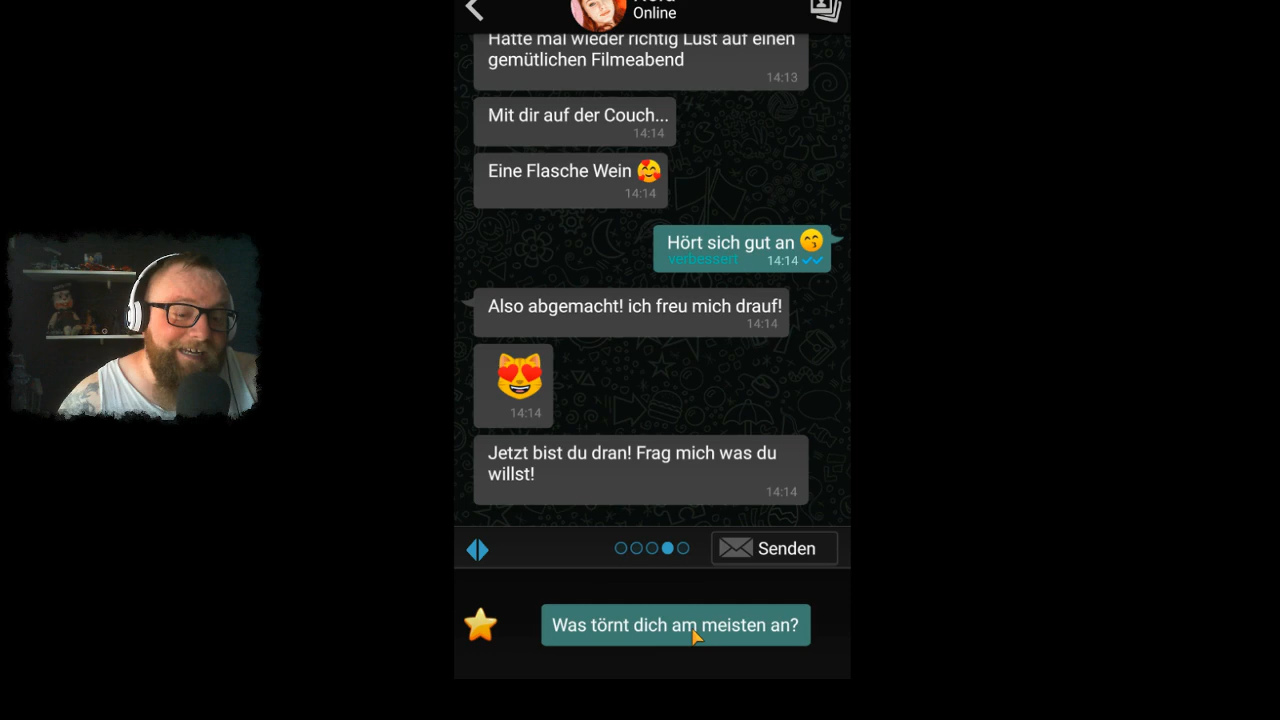 Online
Hatte mal wieder richtig Lust auf einen
gemütlichen Filmeabend
14:13
Mit dir auf der Couch...
14:14
Eine Flasche Wein
14:14
Hört sich gut an
verbessert 14:14
Also abgemacht! ich freu mich drauf!
14:14
14:14
Jetzt bist du dran! Frag mich was du
willst!
14:14
Senden
Was törnt dich am meisten an?